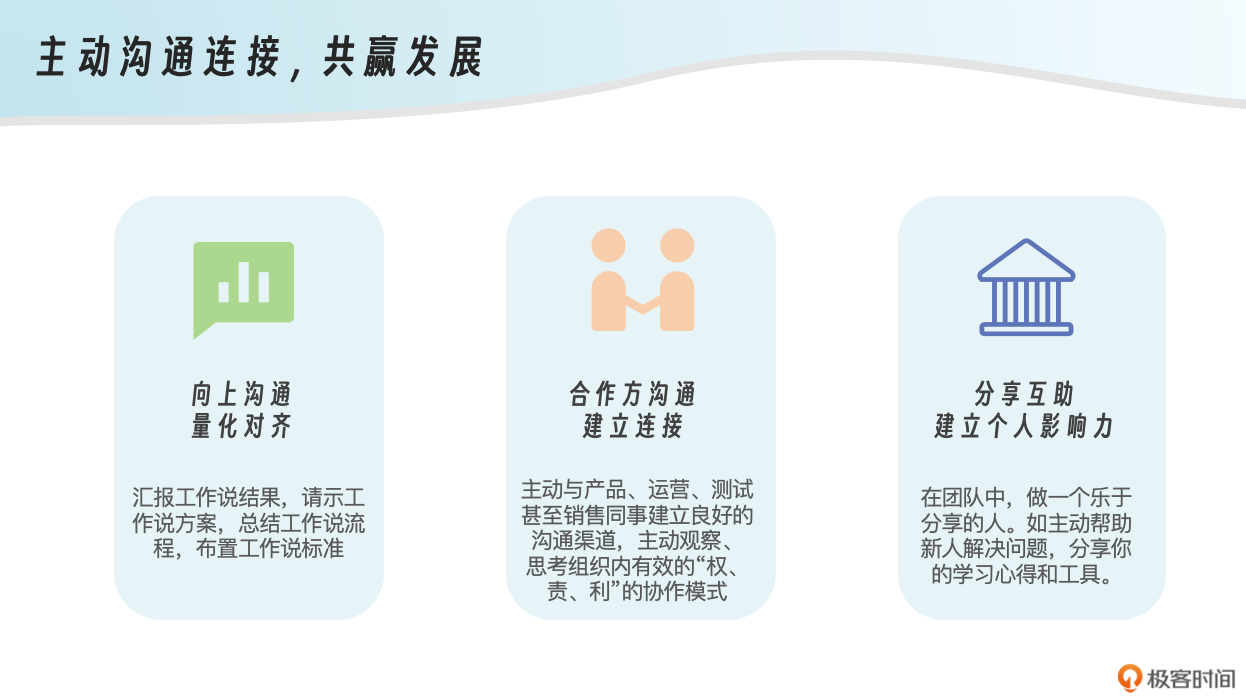 主动沟通连接，共赢发展
向上沟通
量化对齐
汇报工作说结果，请示工
作说方案，总结工作说流
程，布置工作说标准
合作方沟通
建立连接
主动与产品、运营、测试
甚至销售同事建立良好的
沟通渠道，主动观察、
思考组织内有效的“权、
责、利”的协作模式
分享互助
建立个人影响力
在团队中，做一个乐于
分享的人。如主动帮助
新人解决问题，分享你
的学习心得和工具。
极客时间